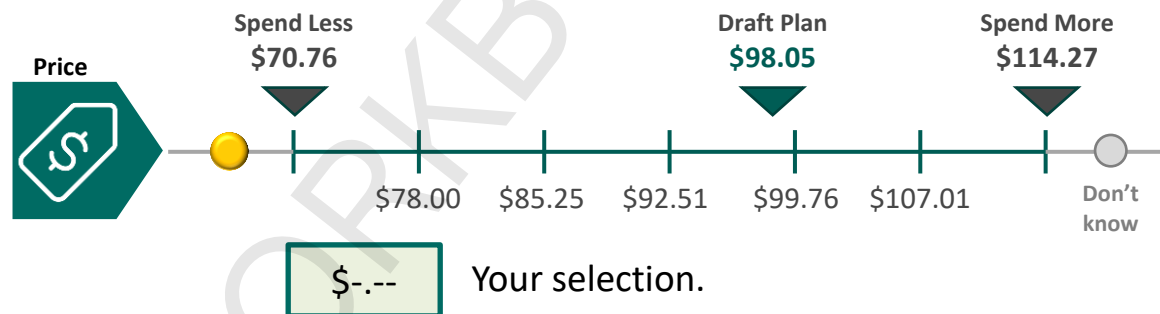 Spend Less
$70.76
Draft Plan
$98.05
Spend More
$114.27
Price
$
$78.00
$85.25
$92.51
$99.76
$107.01
Don't
know
$-.--
Your selection.